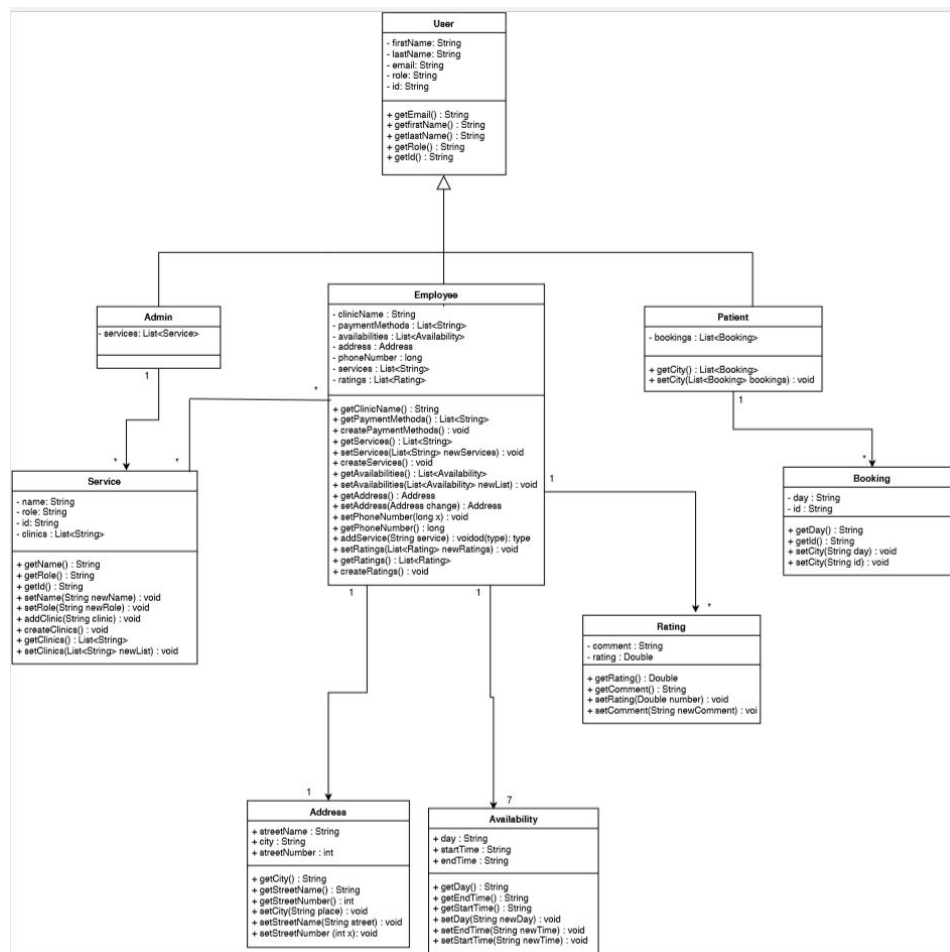 User
- firstName: String
- lastName: String
- email: String
- role: String
- id: String
+ getEmail() : String
+ getfirstName() : String
+ getlastName() : String
+ getRole() : String
+ getId() : String
Admin
- services: List<Service>
1
*
Employee
- clinicName : String
- paymentMethods : List<String>
- availabilities : List<Availability>
- address : Address
- phoneNumber : long
- services : List<String>
- ratings : List<Rating>
+ getClinicName() : String
+ getPaymentMethods() : List<String>
+ createPaymentMethods() : void
+ getServices() : List<String>
+ setServices(List<String> newServices) : void
+ createServices() : void
+ getAvailabilities() : List<Availability>
+ setAvailabilities(List<Availability> newList) : void
+ getAddress() : Address
+ setAddress(Address change) : Address
+ setPhoneNumber(long x) : void
+ getPhoneNumber() : long
+ addService(String service) : voidod(type): type
+ setRatings(List<Rating> newRatings) : void
+ getRatings() : List<Rating>
+ createRatings() : void
1
1
1
Patient
- bookings : List<Booking>
+ getCity() : List<Booking>
+ setCity(List<Booking> bookings) : void
1
*
*
Service
- name: String
- role: String
- id: String
- clinics : List<String>
+ getName() : String
+ getRole() : String
+ getId() : String
+ setName(String newName) : void
+ setRole(String newRole) : void
+ addClinic(String clinic) : void
+ createClinics() : void
+ getClinics() : List<String>
+ setClinics(List<String> newList) : void
*
Booking
- day : String
- id : String
+ getDay() : String
+ getId() : String
+ setCity(String day) : void
+ setCity(String id) : void
*
Rating
- comment : String
- rating : Double
+ getRating() : Double
+ getComment() : String
+ setRating(Double number) : void
+ setComment(String newComment) : voi
1
Address
+ streetName : String
+ city : String
+ streetNumber : int
+ getCity() : String
+ getStreetName() : String
+ getStreetNumber() : int
+ setCity(String place) : void
+ setStreetName(String street) : void
+ setStreetNumber (int x): void
7
Availability
+ day : String
+ startTime : String
+ endTime : String
+ getDay() : String
+ getEndTime() : String
+ getStartTime() : String
+ setDay(String newDay) : void
+ setEndTime(String newTime) : void
+ setStartTime(String newTime) : void